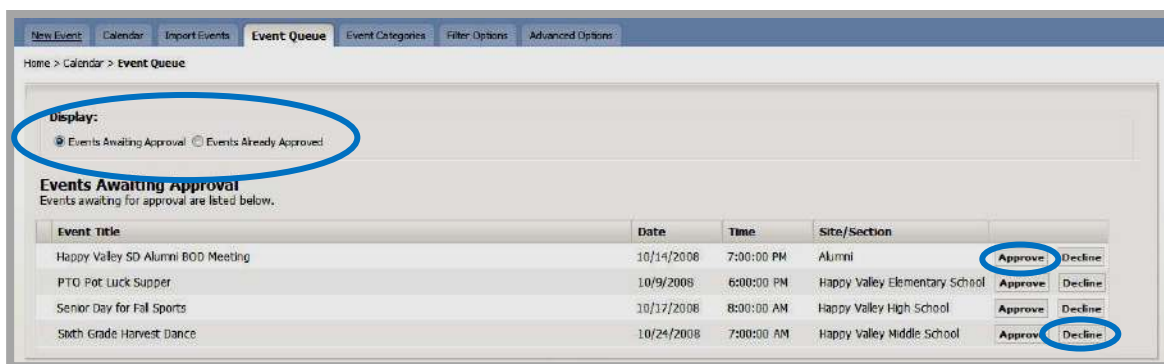 New Event Calendar Import Events Event Queue Event Categories Filter Options Advanced Options
Home > Calendar > Event Queue
Display:
Events Awaiting Approval Events Already Approved
Events Awaiting Approval
Events awaiting for approval are listed below.
Event Title Date Time Site/Section
Happy Valley SD Alumni BOD Meeting 10/14/2008 7:00:00 PM Alumni Approve Decline
PTO Pot Luck Supper 10/9/2008 6:00:00 PM Happy Valley Elementary School Approve Decline
Senior Day for Fall Sports 10/17/2008 8:00:00 AM Happy Valley High School Approve Decline
Sixth Grade Harvest Dance 10/24/2008 7:00:00 AM Happy Valley Middle School Approve Decline